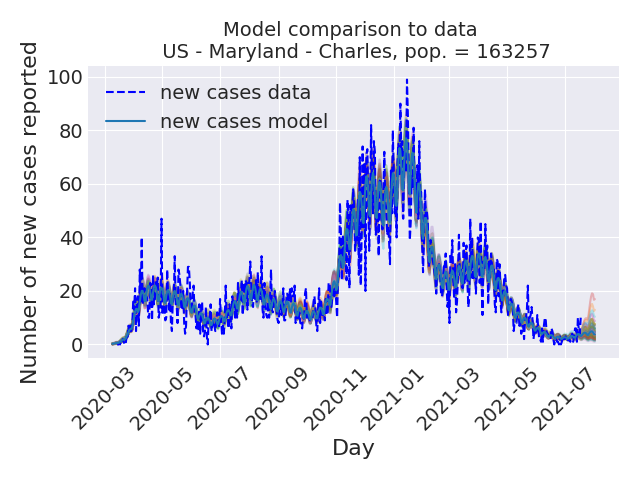 Model comparison to data
US - Maryland - Charles, pop. = 163257
Number of new cases reported
100
80
60
40
20
0
new cases data
new cases model
2020-03
2020-05
2020-07
2020-09
2020-11
2021-01
2021-03
2021-05
2021-07
Day